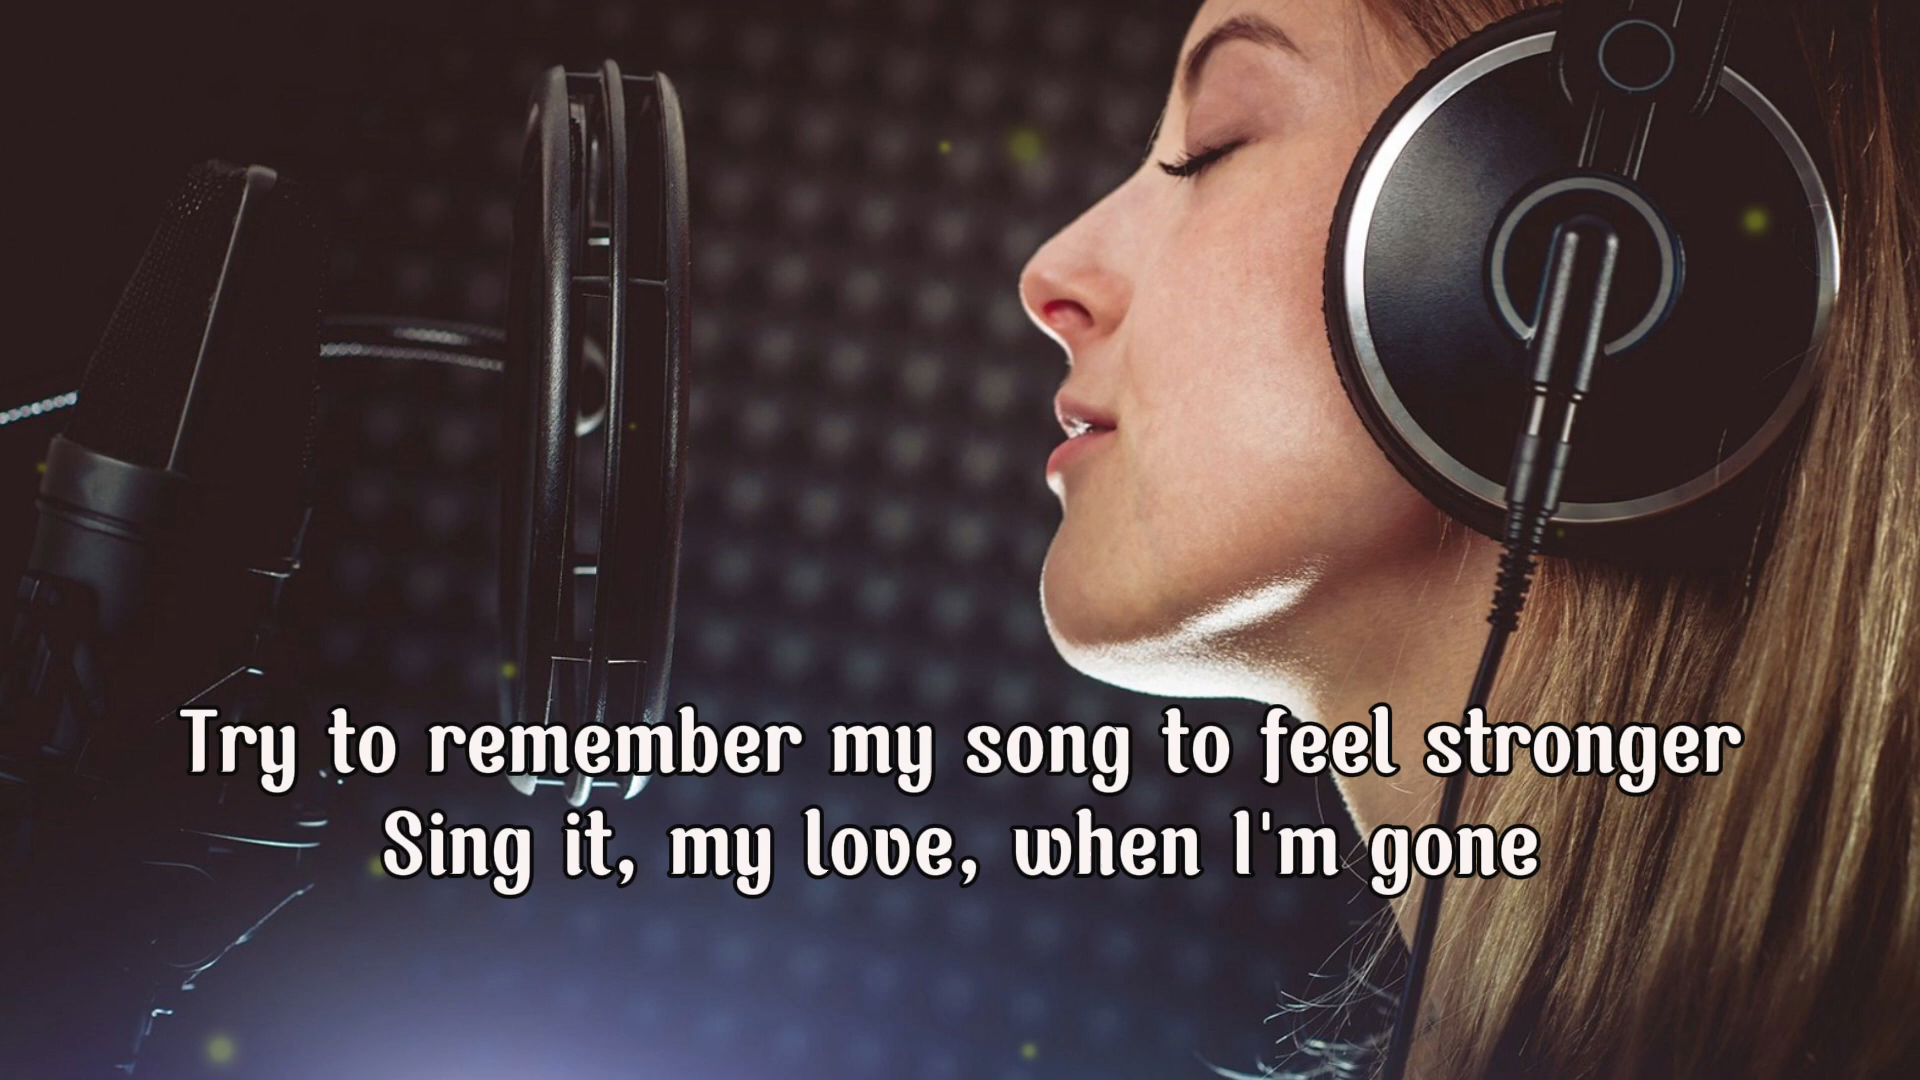 Try to remember my song to feel stronger
Sing it, my love, when I'm gone